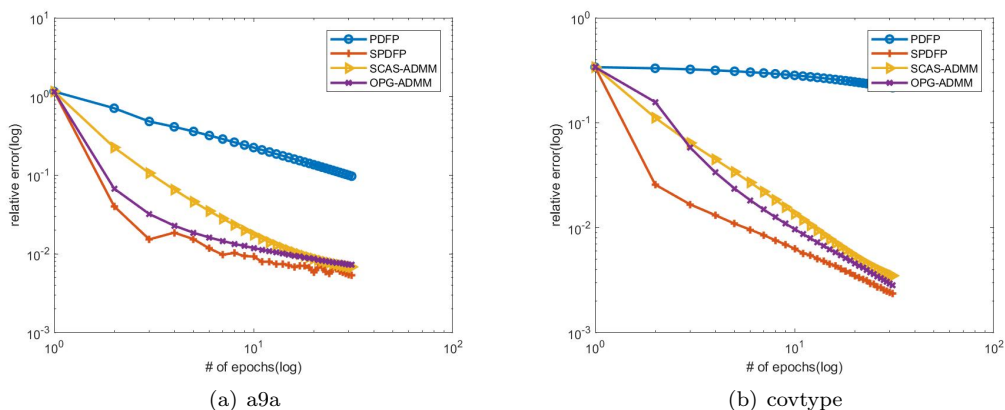 10^1
10^0
10^-1
10^-2
10^-3
relative error(log)
10^0
10^1
10^2
# of epochs(log)
PDFP
SPDFP
SCAS-ADMM
OPG-ADMM
(a) a9a
10^0
10^-1
10^-2
10^-3
relative error(log)
10^0
10^1
10^2
# of epochs(log)
PDFP
SPDFP
SCAS-ADMM
OPG-ADMM
(b) covtype